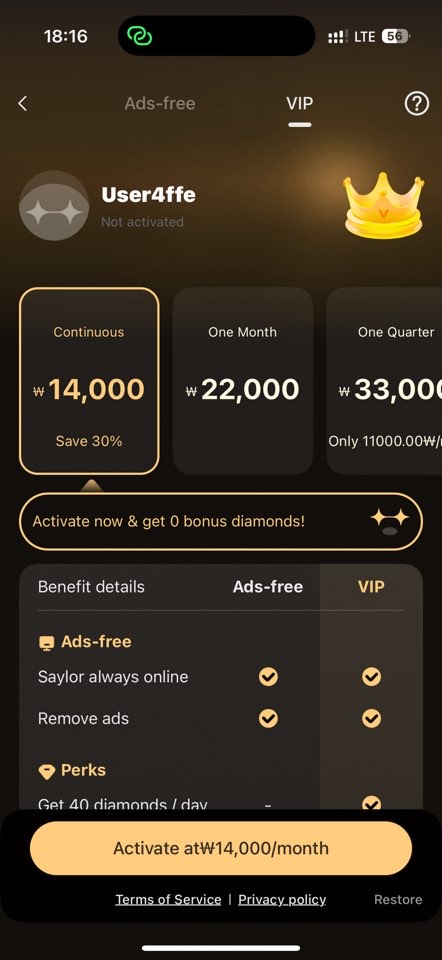 18:16
LTE
56
Ads-free
VIP
User4ffe
Not activated
Continuous
One Month
One Quarter
₩14,000
₩22,000
₩33,000
Save 30%
Only 11000.00₩/
Activate now & get 0 bonus diamonds!
Benefit details
Ads-free
VIP
Ads-free
Saylor always online
Remove ads
Perks
Get 40 diamonds / day
-
Activate at₩14,000/month
Terms of Service | Privacy policy
Restore